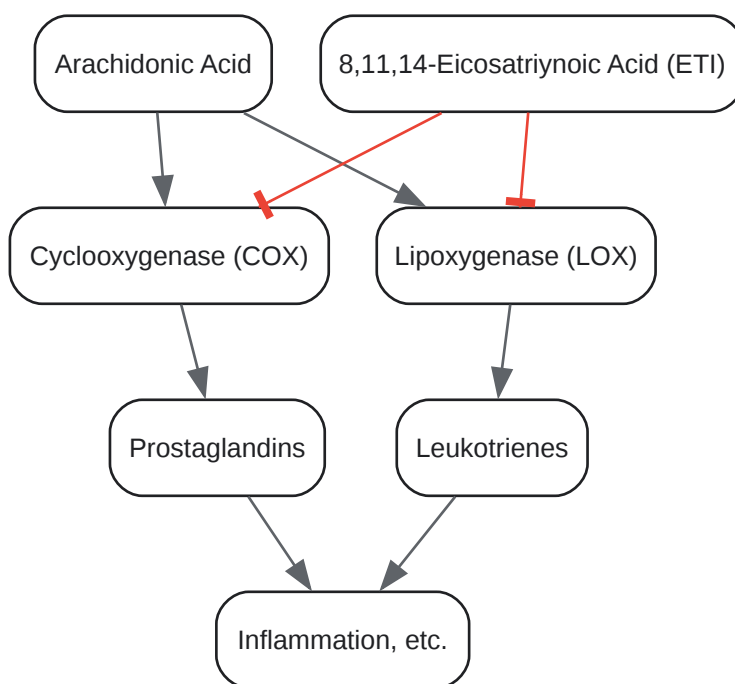 Arachidonic Acid
8,11,14-Eicosatriynoic Acid (ETI)
Cyclooxygenase (COX)
Lipoxygenase (LOX)
Prostaglandins
Leukotrienes
Inflammation, etc.